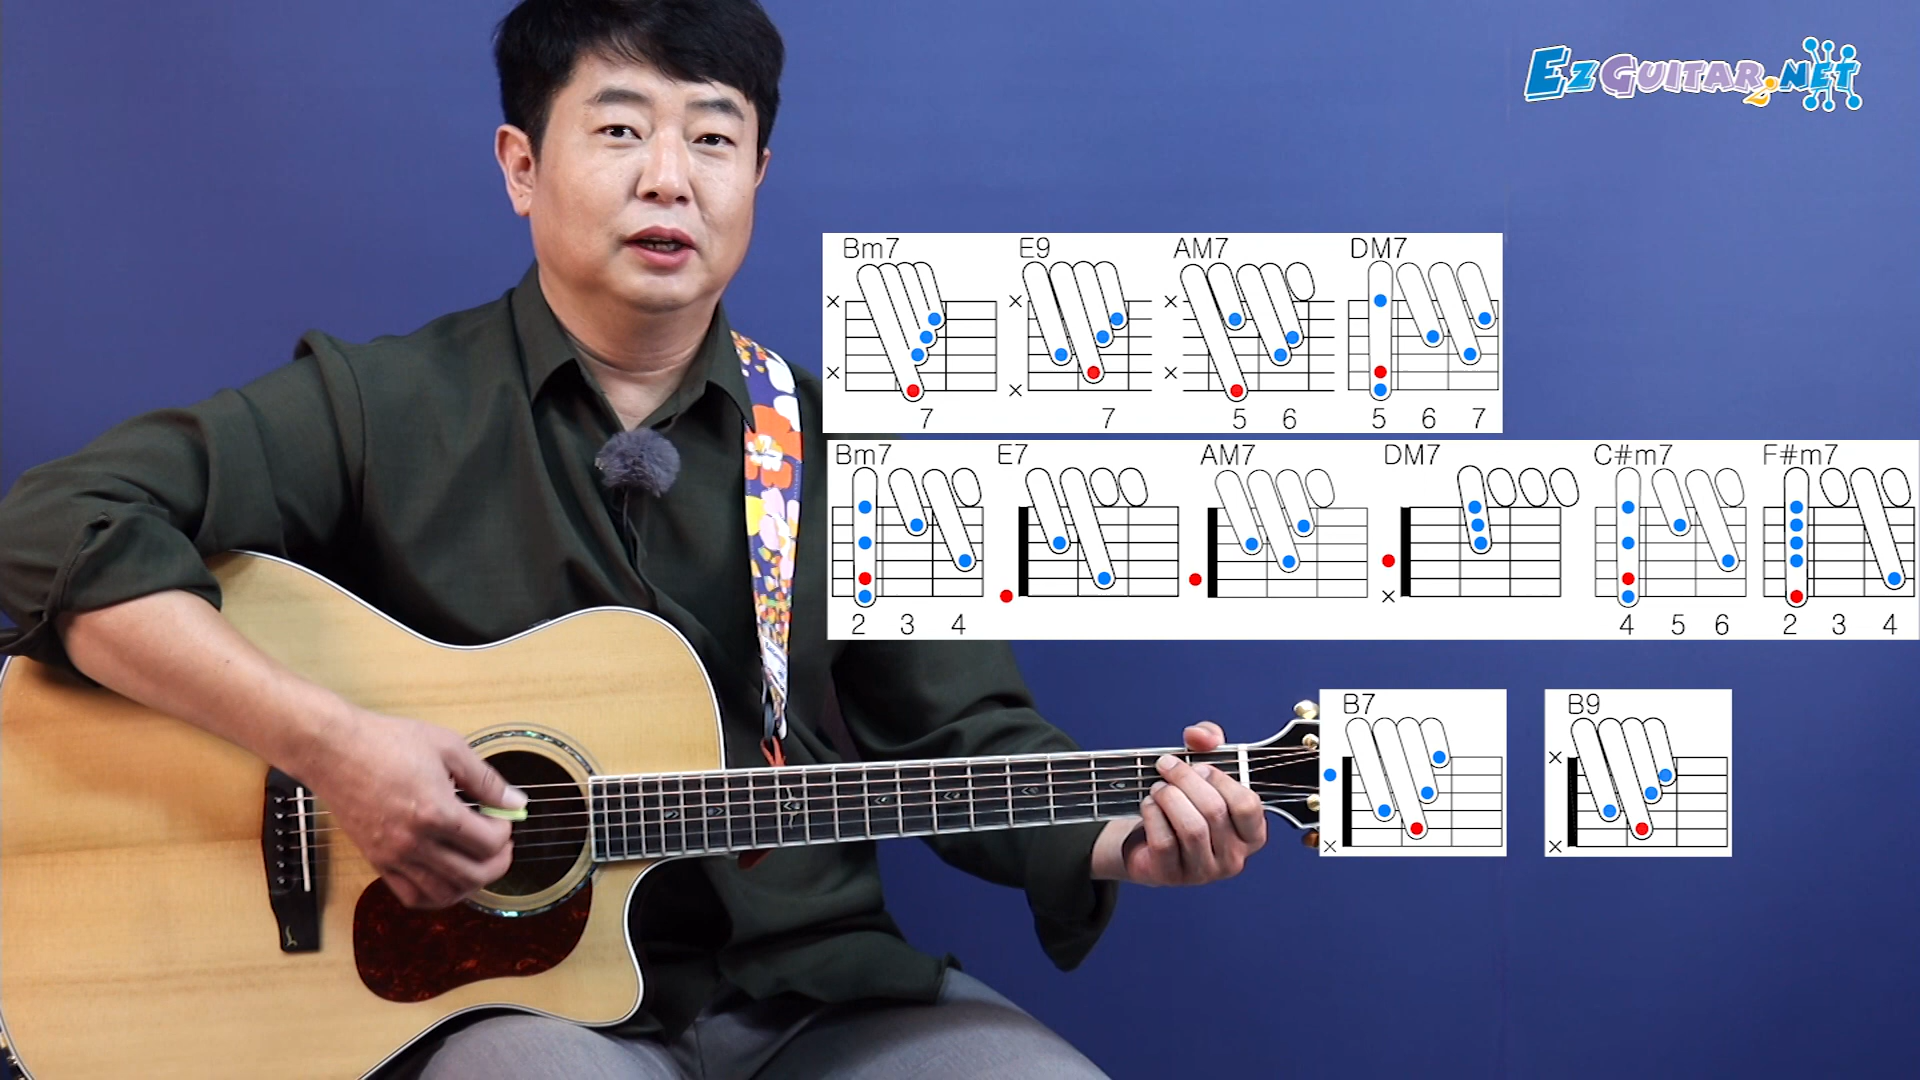 EzGuitar2.net
Bm7 E9 AM7 DM7
× × × ×
× ×
7 7 5 6 5 6 7
Bm7 E7 AM7 DM7 C#m7 F#m7
×
2 3 4 4 5 6 2 3 4
B7 B9
×
× ×